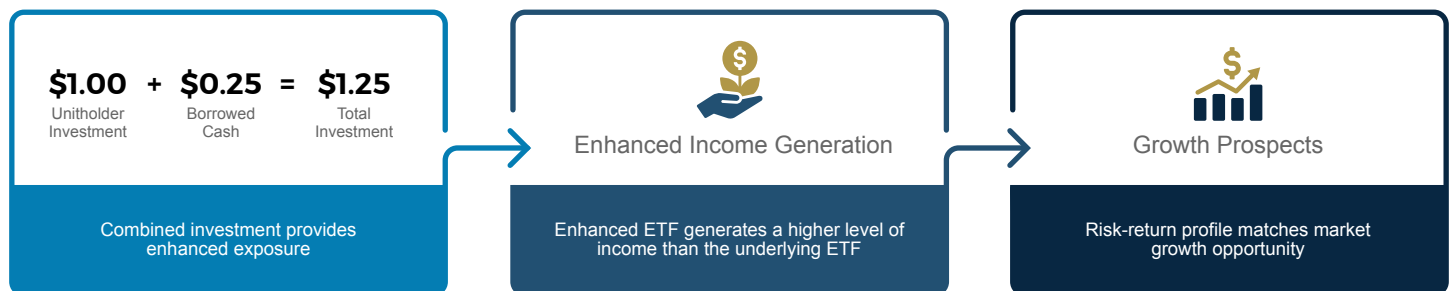 $1.00 + $0.25 = $1.25
Unitholder Investment
Borrowed Cash
Total Investment
Combined investment provides
enhanced exposure
$
Enhanced Income Generation
Enhanced ETF generates a higher level of
income than the underlying ETF
$
Growth Prospects
Risk-return profile matches market
growth opportunity